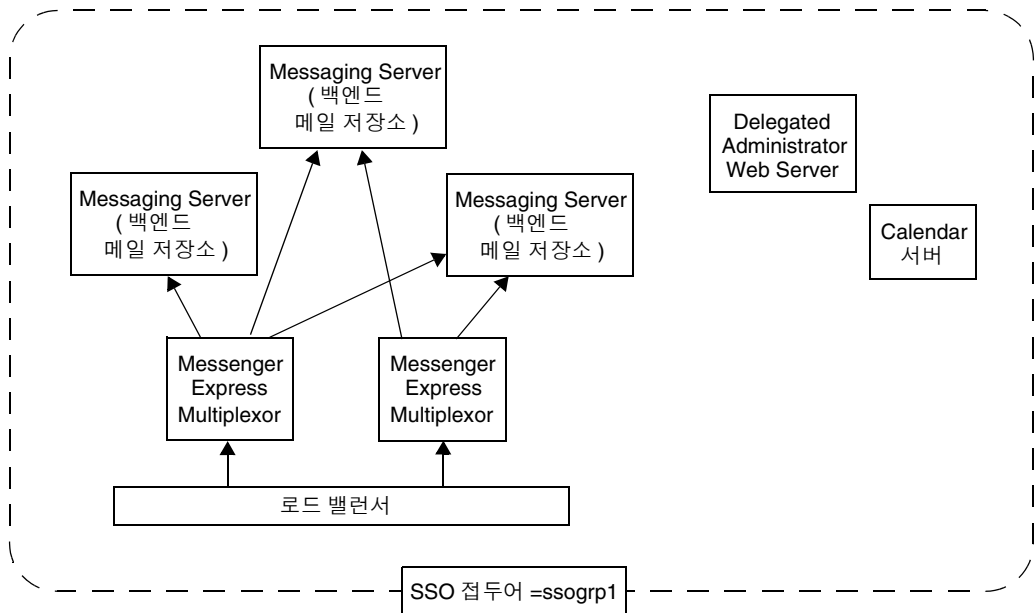 Messaging Server
( 백엔드
메일 저장소 )
Delegated
Administrator
Web Server
Messaging Server
( 백엔드
메일 저장소 )
Messaging Server
( 백엔드
메일 저장소 )
Calendar
서버
Messenger
Express
Multiplexor
Messenger
Express
Multiplexor
로드 밸런서
SSO 접두어 =ssogrp1